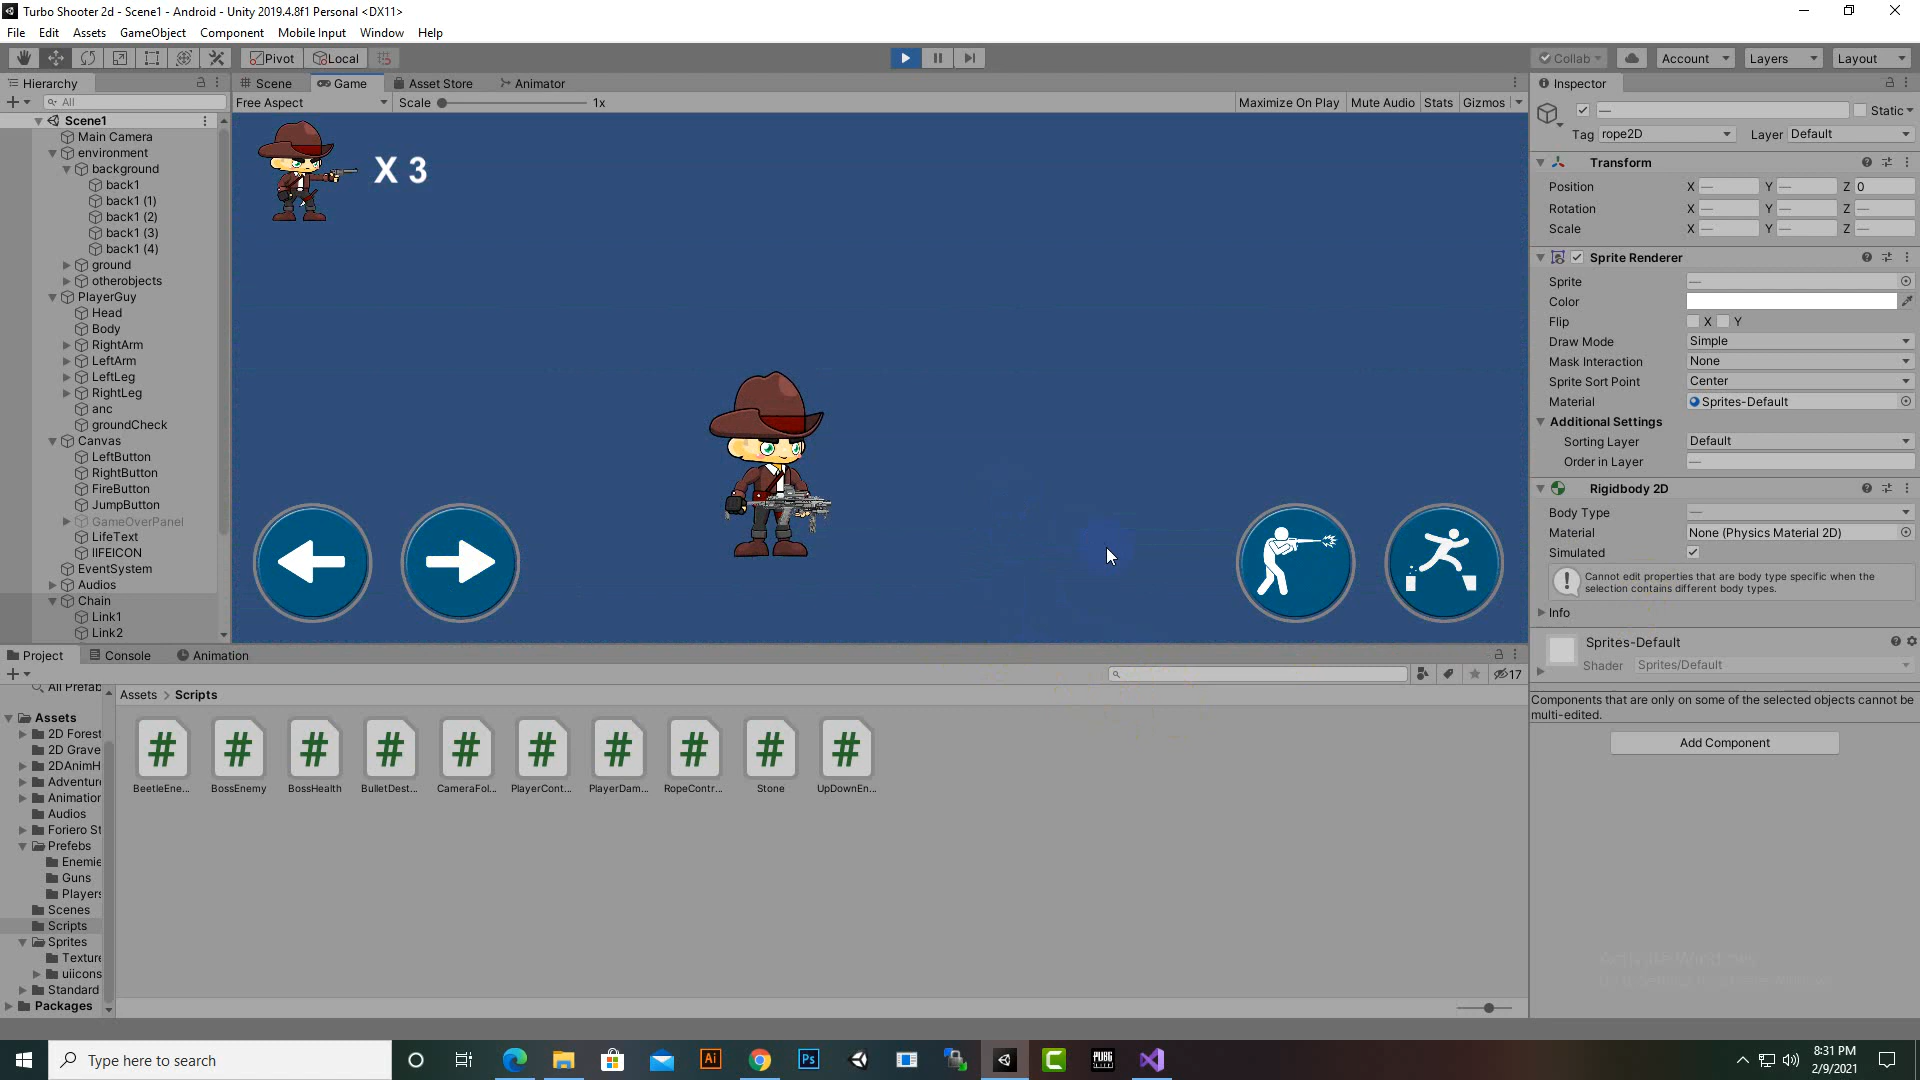 Turbo Shooter 2d - Scene1 - Android - Unity 2019.4.8f1 Personal <DX11>
File Edit Assets GameObject Component Mobile Input Window Help
Pivot Local Collab Account Layers Layout
Hierarchy
All
Scene1
Main Camera
environment
background
back1
back1 (1)
back1 (2)
back1 (3)
back1 (4)
ground
otherobjects
PlayerGuy
Head
Body
RightArm
LeftArm
LeftLeg
RightLeg
anc
groundCheck
Canvas
LeftButton
RightButton
FireButton
JumpButton
GameOverPanel
LifeText
lIFEICON
EventSystem
Audios
Chain
Link1
Link2
Scene Game Asset Store Animator
Free Aspect Scale 1x Maximize On Play Mute Audio Stats Gizmos
X 3
Inspector
Static
Tag rope2D Layer Default
Transform
Position X — Y — Z 0
Rotation X — Y — Z —
Scale X — Y — Z —
Sprite Renderer
Sprite —
Color
Flip X Y
Draw Mode Simple
Mask Interaction None
Sprite Sort Point Center
Material Sprites-Default
Additional Settings
Sorting Layer Default
Order in Layer —
Rigidbody 2D
Body Type —
Material None (Physics Material 2D)
Simulated
Cannot edit properties that are body type specific when the
selection contains different body types.
Info
Sprites-Default
Shader Sprites/Default
Components that are only on some of the selected objects cannot be
multi-edited.
Add Component
Project Console Animation
17
All Prefab
Assets
2D Forest
2D Grave
2DAnimH
Adventure
Animation
Audios
Foriero St
Prefebs
Enemie
Guns
Players
Scenes
Scripts
Sprites
Texture
uiicons
Standard
Packages
Assets > Scripts
BeetleEne... BossEnemy BossHealth BulletDest... CameraFol... PlayerCont... PlayerDam... RopeContr... Stone UpDownEn...
Type here to search
Ai
Ps
PUBG
8:31 PM
2/9/2021